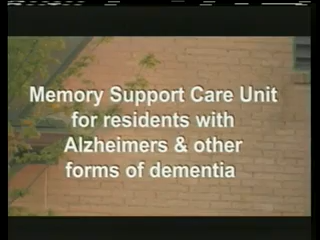 Memory Support Care Unit
for residents with
Alzheimers & other
forms of dementia